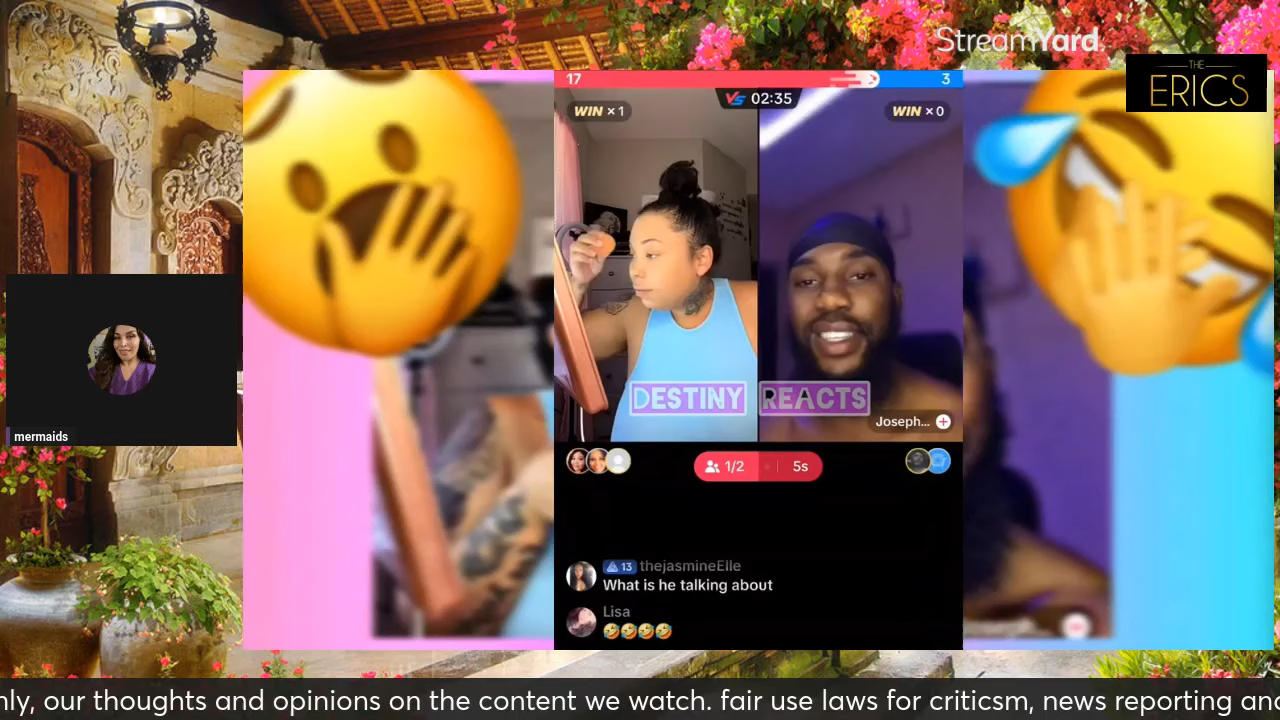 StreamYard
THE
ERICS
17
3
VS 02:35
WIN × 1
WIN × 0
DESTINY REACTS
Joseph...
1/2
5s
mermaids
13 thejasmineElle
What is he talking about
Lisa
nly, our thoughts and opinions on the content we watch. fair use laws for criticsm, news reporting and